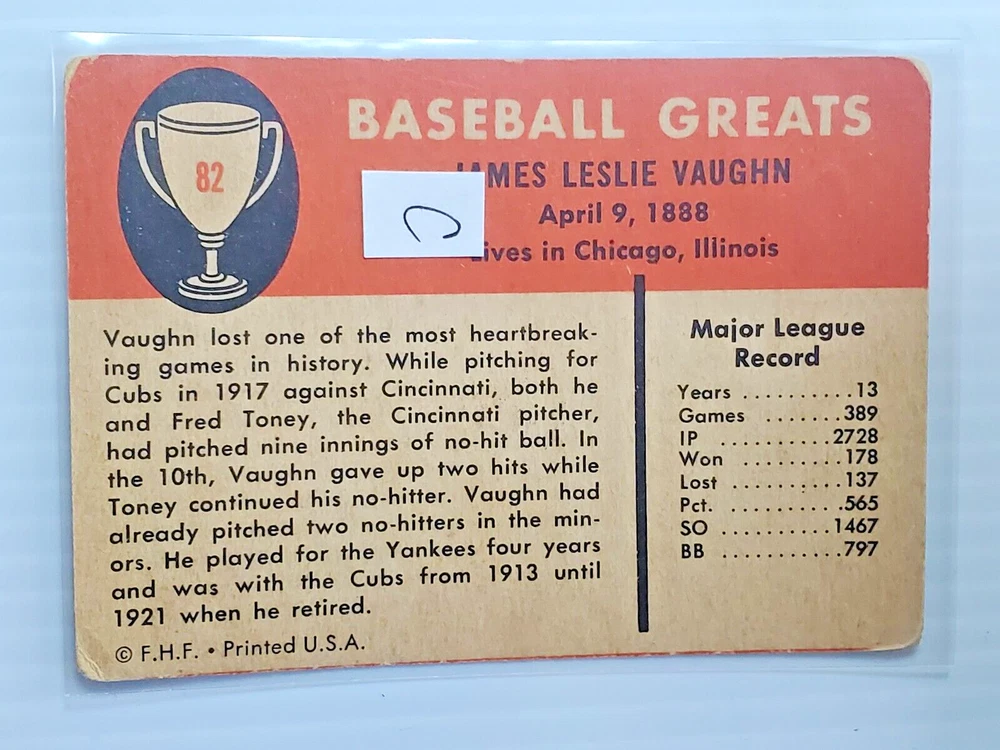 82
BASEBALL GREATS
JAMES LESLIE VAUGHN
April 9, 1888
Lives in Chicago, Illinois
Vaughn lost one of the most heartbreak-
ing games in history. While pitching for
Cubs in 1917 against Cincinnati, both he
and Fred Toney, the Cincinnati pitcher,
had pitched nine innings of no-hit ball. In
the 10th, Vaughn gave up two hits while
Toney continued his no-hitter. Vaughn had
already pitched two no-hitters in the min-
ors. He played for the Yankees four years
and was with the Cubs from 1913 until
1921 when he retired.
© F.H.F. • Printed U.S.A.
Major League
Record
Years ..........13
Games .......389
IP ..........2728
Won .........178
Lost ..........137
Pct. ..........565
SO ..........1467
BB ...........797